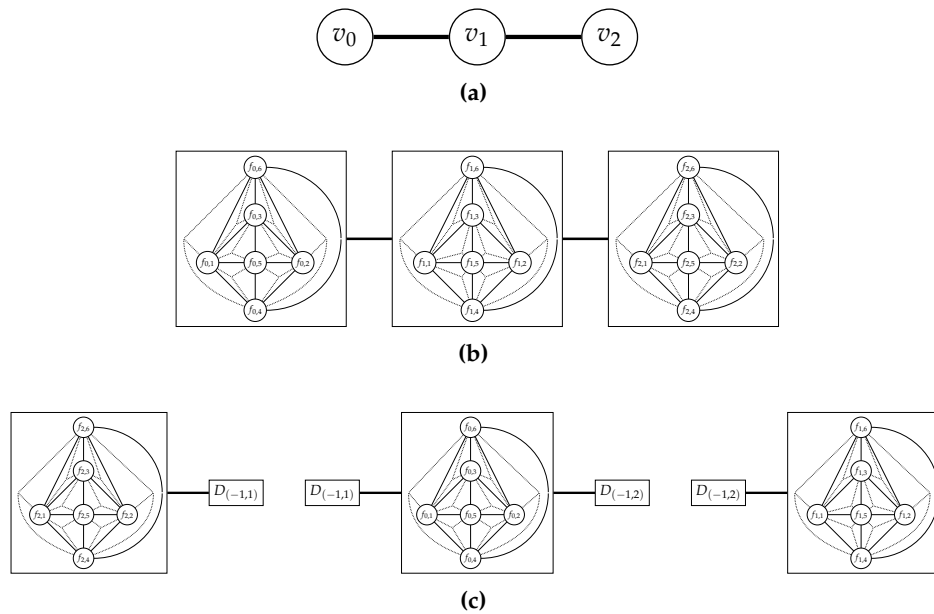 v0 v1 v2
(a)
f0,6 f1,6 f2,6
f0,3 f1,3 f2,3
f0,1 f0,5 f0,2 f1,1 f1,5 f1,2 f2,1 f2,5 f2,2
f0,4 f1,4 f2,4
(b)
f2,6 f0,6 f1,6
f2,3 f0,3 f1,3
D(−1,1) D(−1,1) D(−1,2) D(−1,2)
f2,1 f2,5 f2,2 f0,1 f0,5 f0,2 f1,1 f1,5 f1,2
f2,4 f0,4 f1,4
(c)